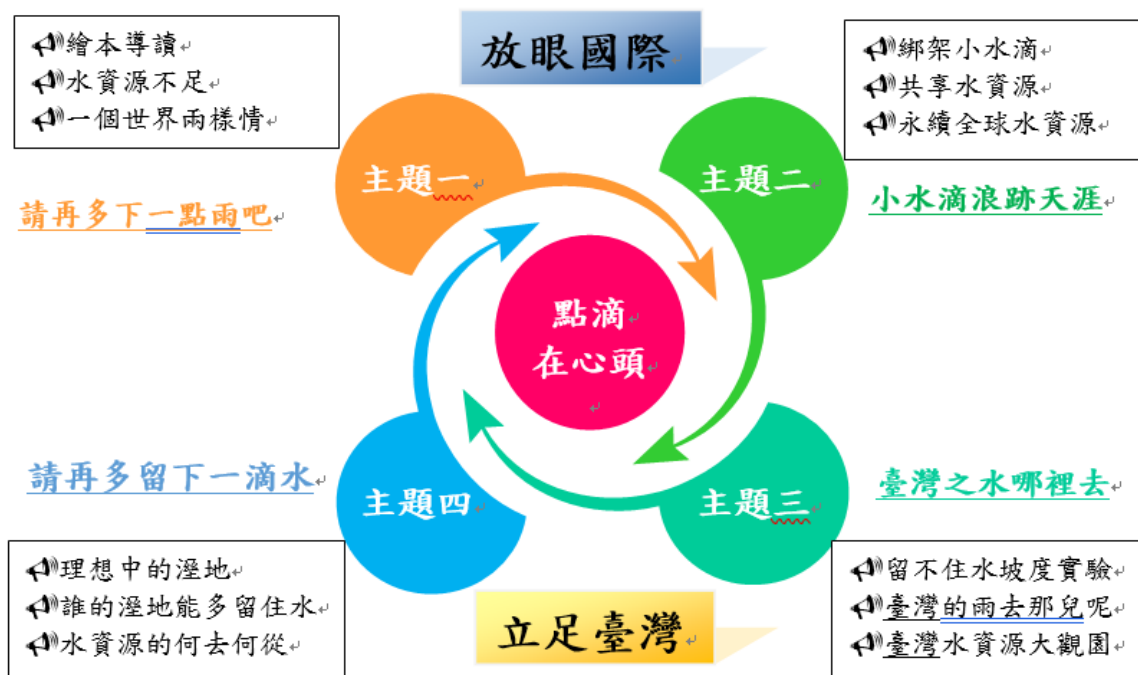 放眼國際
繪本導讀
水資源不足
一個世界兩樣情
綁架小水滴
共享水資源
永續全球水資源
主題一
主題二
請再多下一點雨吧
小水滴浪跡天涯
點滴
在心頭
請再多留下一滴水
臺灣之水哪裡去
主題四
主題三
理想中的溼地
誰的溼地能多留住水
水資源的何去何從
留不住水坡度實驗
臺灣的雨去那兒呢
臺灣水資源大觀園
立足臺灣